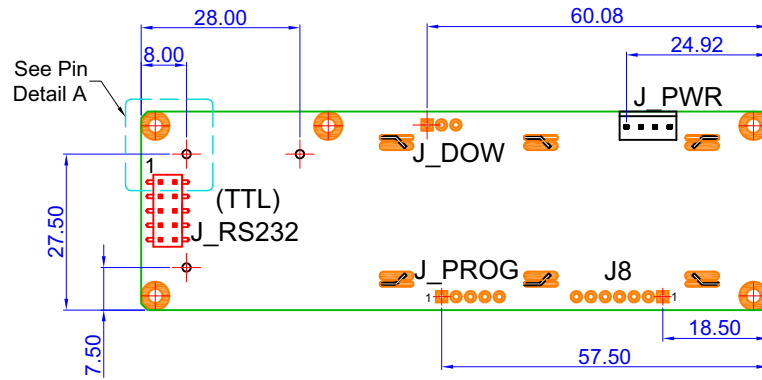 28.00
60.08
8.00
24.92
See Pin
Detail A
J_PWR
J_DOW
1
(TTL)
J_RS232
27.50
J_PROG
J8
1
1
7.50
18.50
57.50